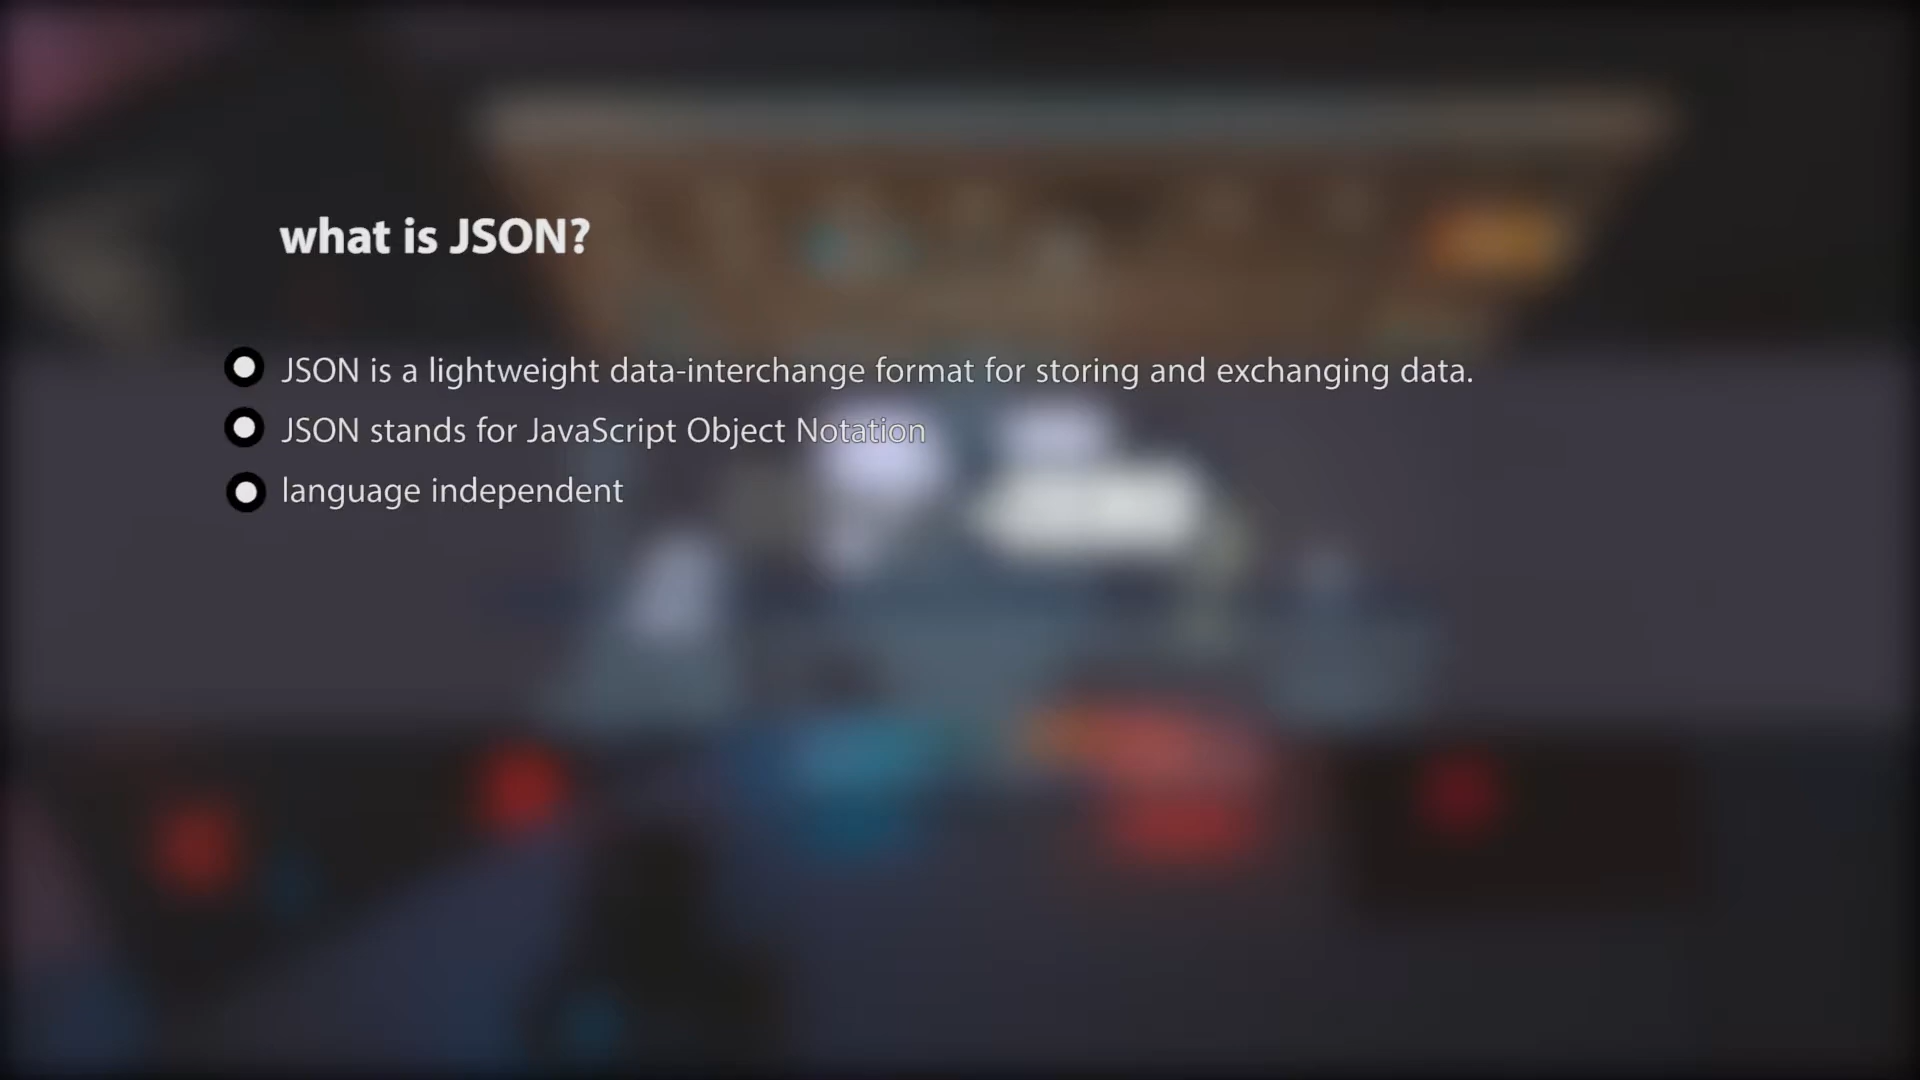 what is JSON?
JSON is a lightweight data-interchange format for storing and exchanging data.
JSON stands for JavaScript Object Notation
language independent